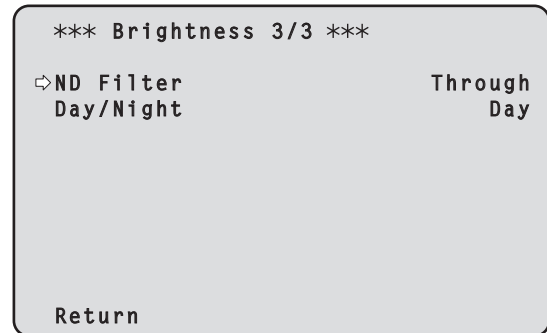 *** Brightness 3/3 ***
⇨ND Filter Through
Day/Night Day
Return